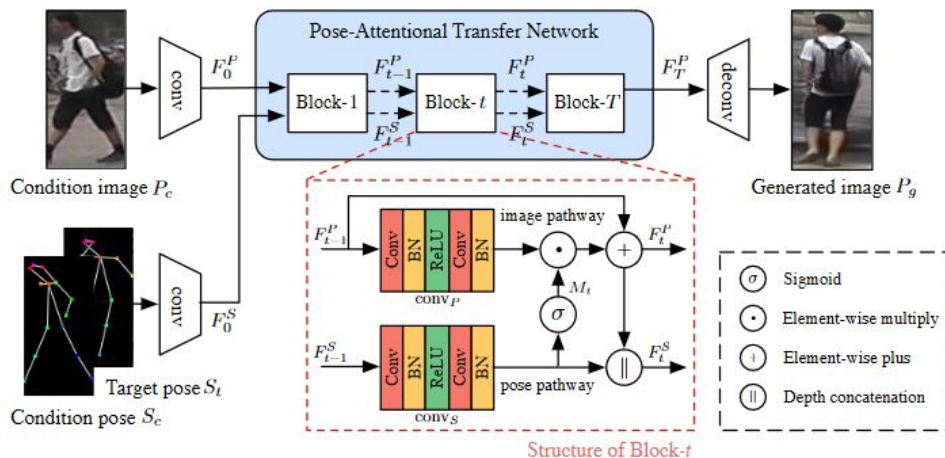 Pose-Attentional Transfer Network
conv
F_0^P
Block-1
F_{t-1}^P
F_{t-1}^S
Block-t
F_t^P
F_t^S
Block-T
F_T^P
deconv
Condition image P_c
Generated image P_g
conv
F_0^S
Target pose S_t
Condition pose S_c
F_{t-1}^P
Conv
BN
ReLU
Conv
BN
conv_P
image pathway
·
+
F_t^P
M_t
σ
F_{t-1}^S
Conv
BN
ReLU
Conv
BN
conv_S
pose pathway
||
F_t^S
Structure of Block-t
σ Sigmoid
· Element-wise multiply
+ Element-wise plus
|| Depth concatenation